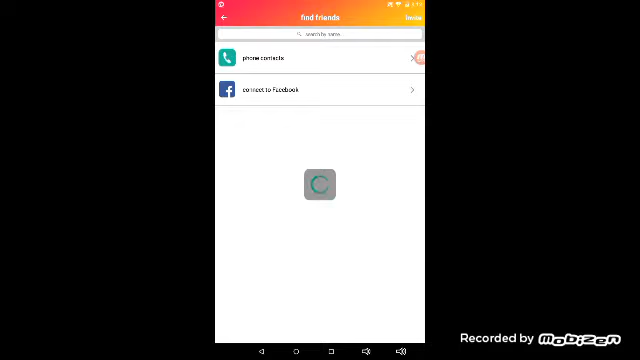 find friends
Invite
search by name
phone contacts
connect to Facebook
Recorded by MOBIZEN